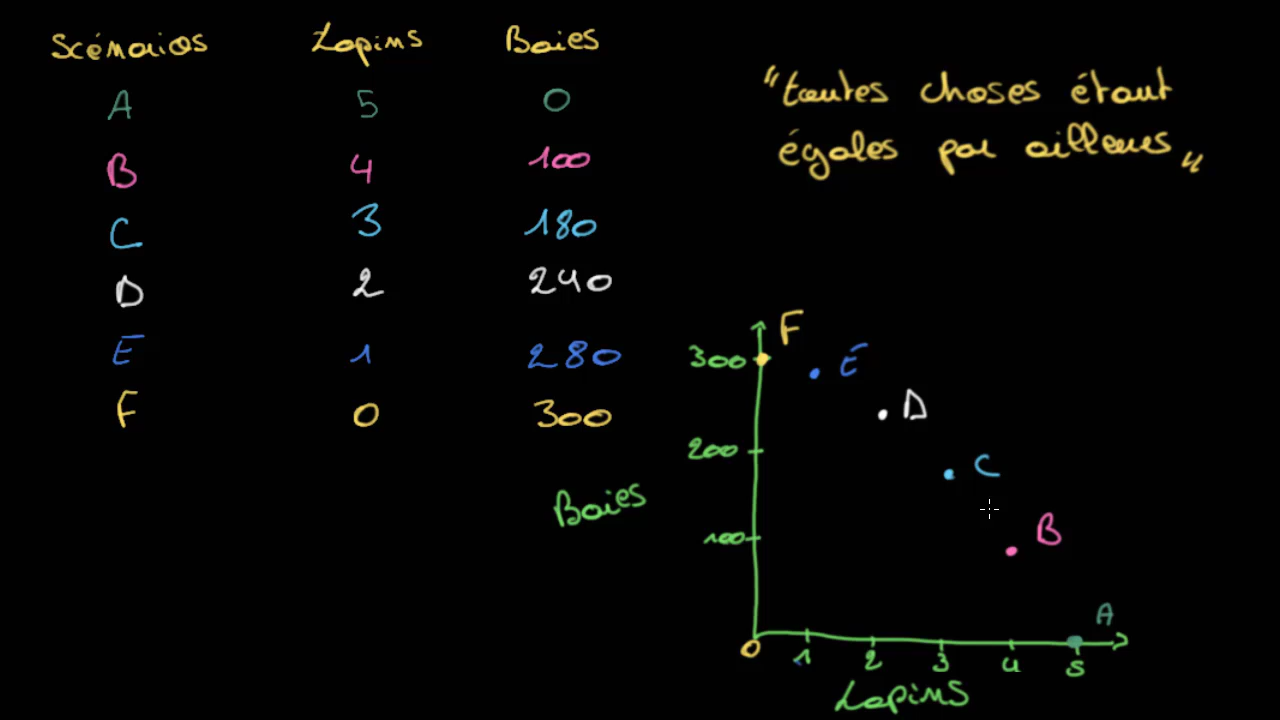 Scénarios Lapins Baies
A 5 0
B 4 100
C 3 180
D 2 240
E 1 280
F 0 300
"toutes choses étant
égales par ailleurs"
F
300
E
D
200
C
Baies
100
B
A
0 1 2 3 4 5
Lapins